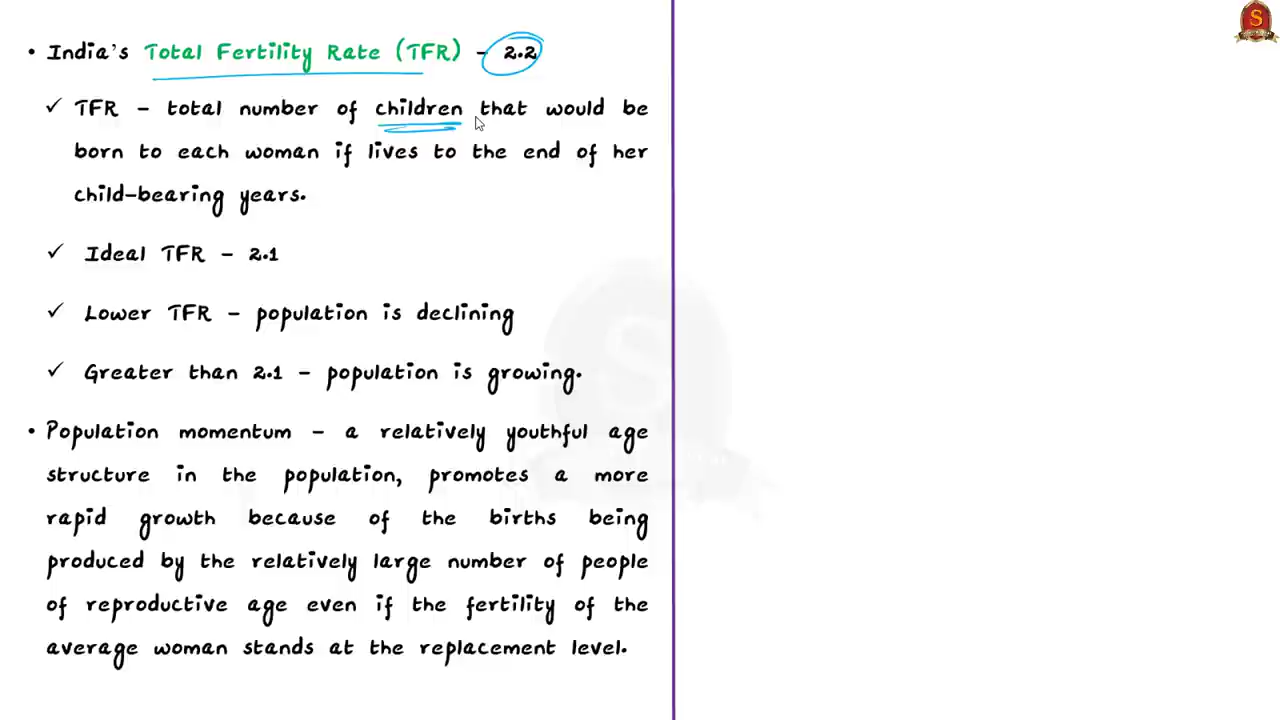 • India's Total Fertility Rate (TFR) - 2.2
✓ TFR - total number of children that would be
born to each woman if lives to the end of her
child-bearing years.
✓ Ideal TFR - 2.1
✓ Lower TFR - population is declining
✓ Greater than 2.1 - population is growing.
• Population momentum - a relatively youthful age
structure in the population, promotes a more
rapid growth because of the births being
produced by the relatively large number of people
of reproductive age even if the fertility of the
average woman stands at the replacement level.
S
S